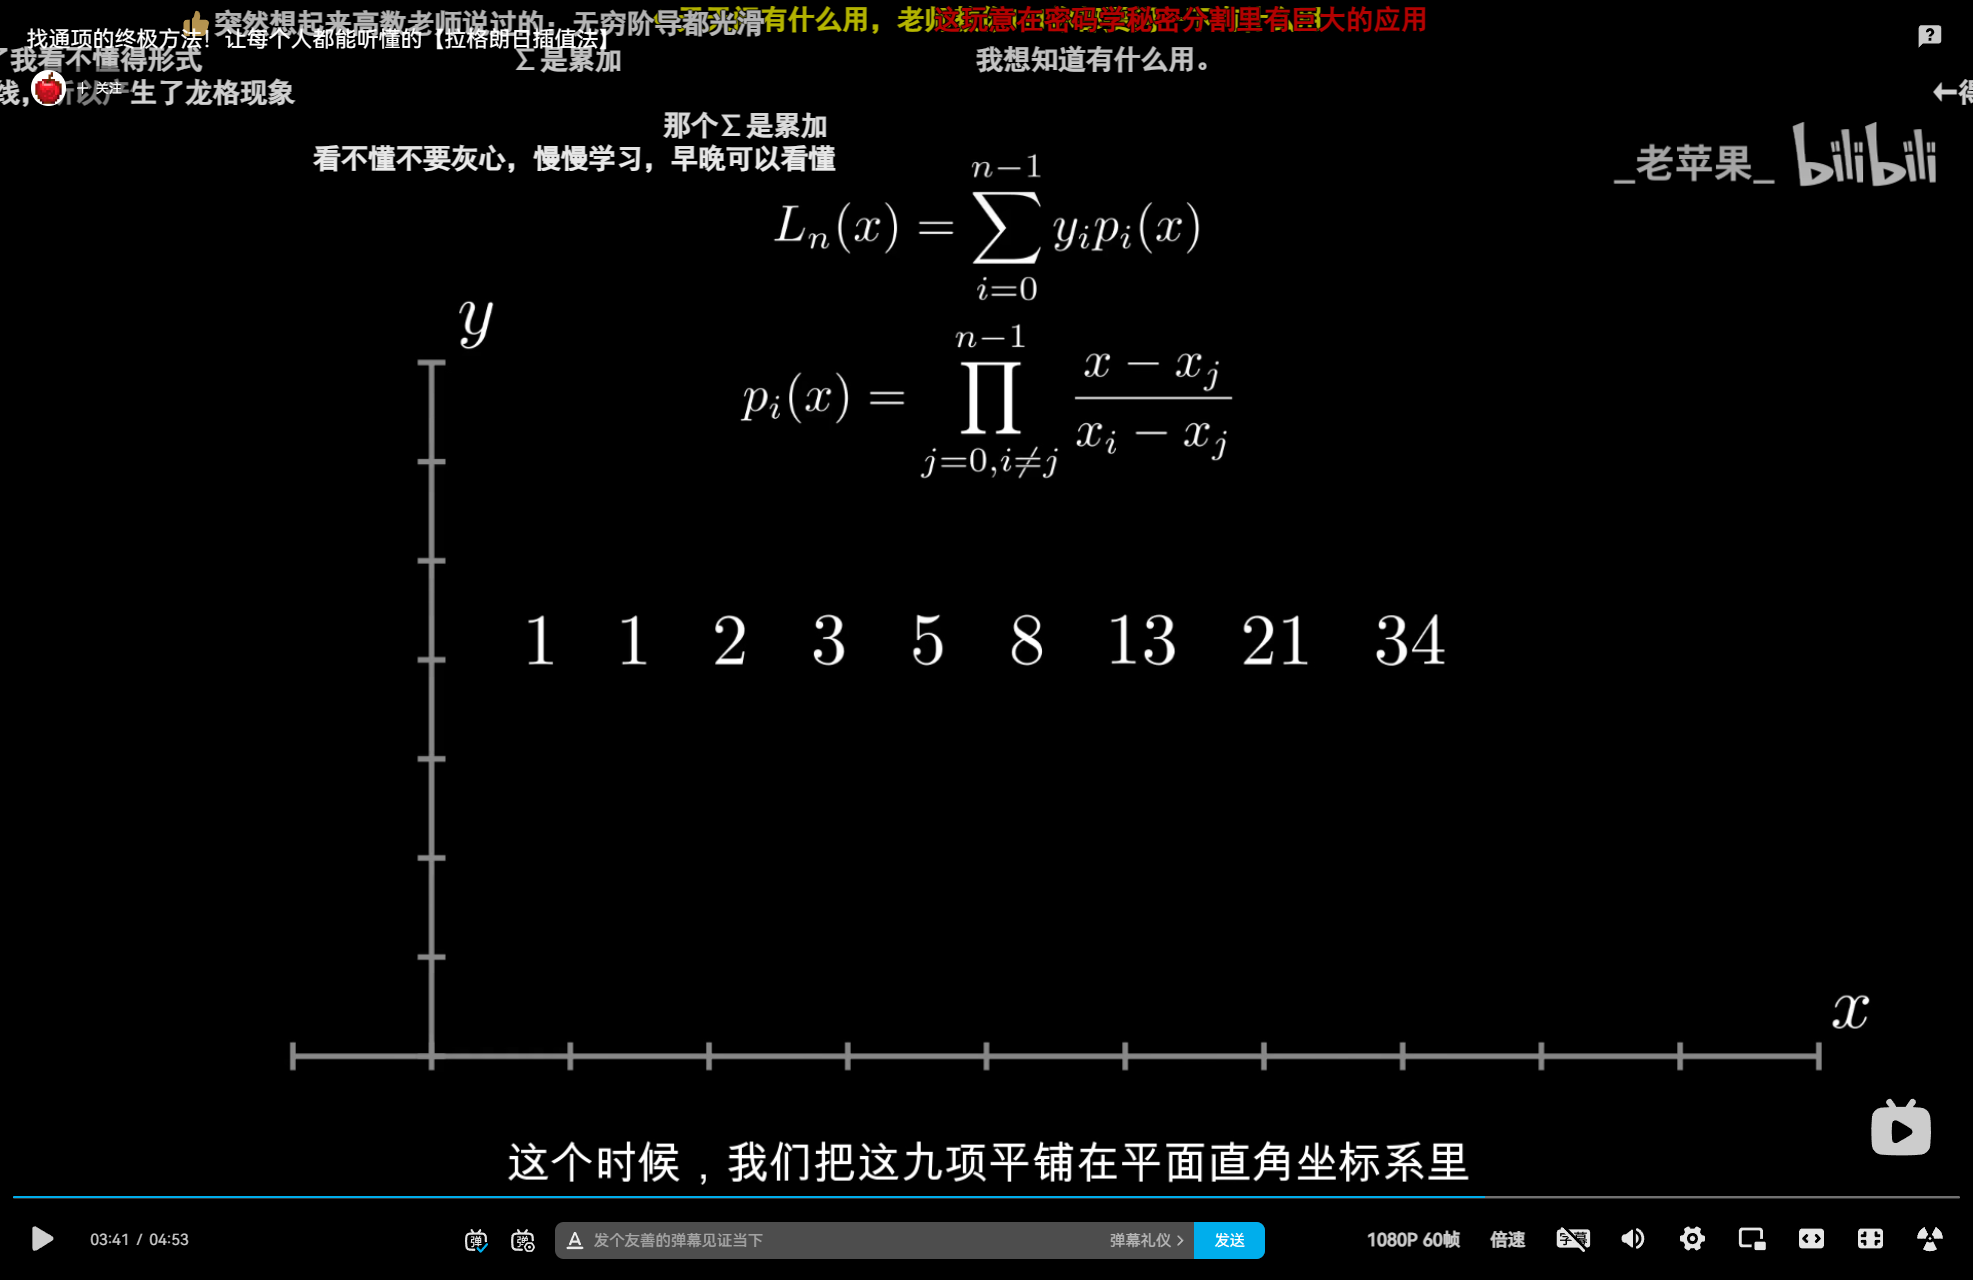 突然想起来高数老师说过的：无穷阶导都光滑
有什么用，老师
这玩意在密码学秘密分割里有巨大的应用
找通项的终极方法！让每个人都能听懂的【拉格朗日插值法】
我看不懂得形式
∑是累加
我想知道有什么用。
+ 关注
线，所以产生了龙格现象
←得
那个∑是累加
看不懂不要灰心，慢慢学习，早晚可以看懂
_老苹果_ bilibili
L_n(x) = ∑_{i=0}^{n−1} y_i p_i(x)
p_i(x) = ∏_{j=0,i≠j}^{n−1} (x − x_j)/(x_i − x_j)
y
1 1 2 3 5 8 13 21 34
x
这个时候，我们把这九项平铺在平面直角坐标系里
03:41 / 04:53
弹
弹
A 发个友善的弹幕见证当下
弹幕礼仪 >
发送
1080P 60帧
倍速
字幕